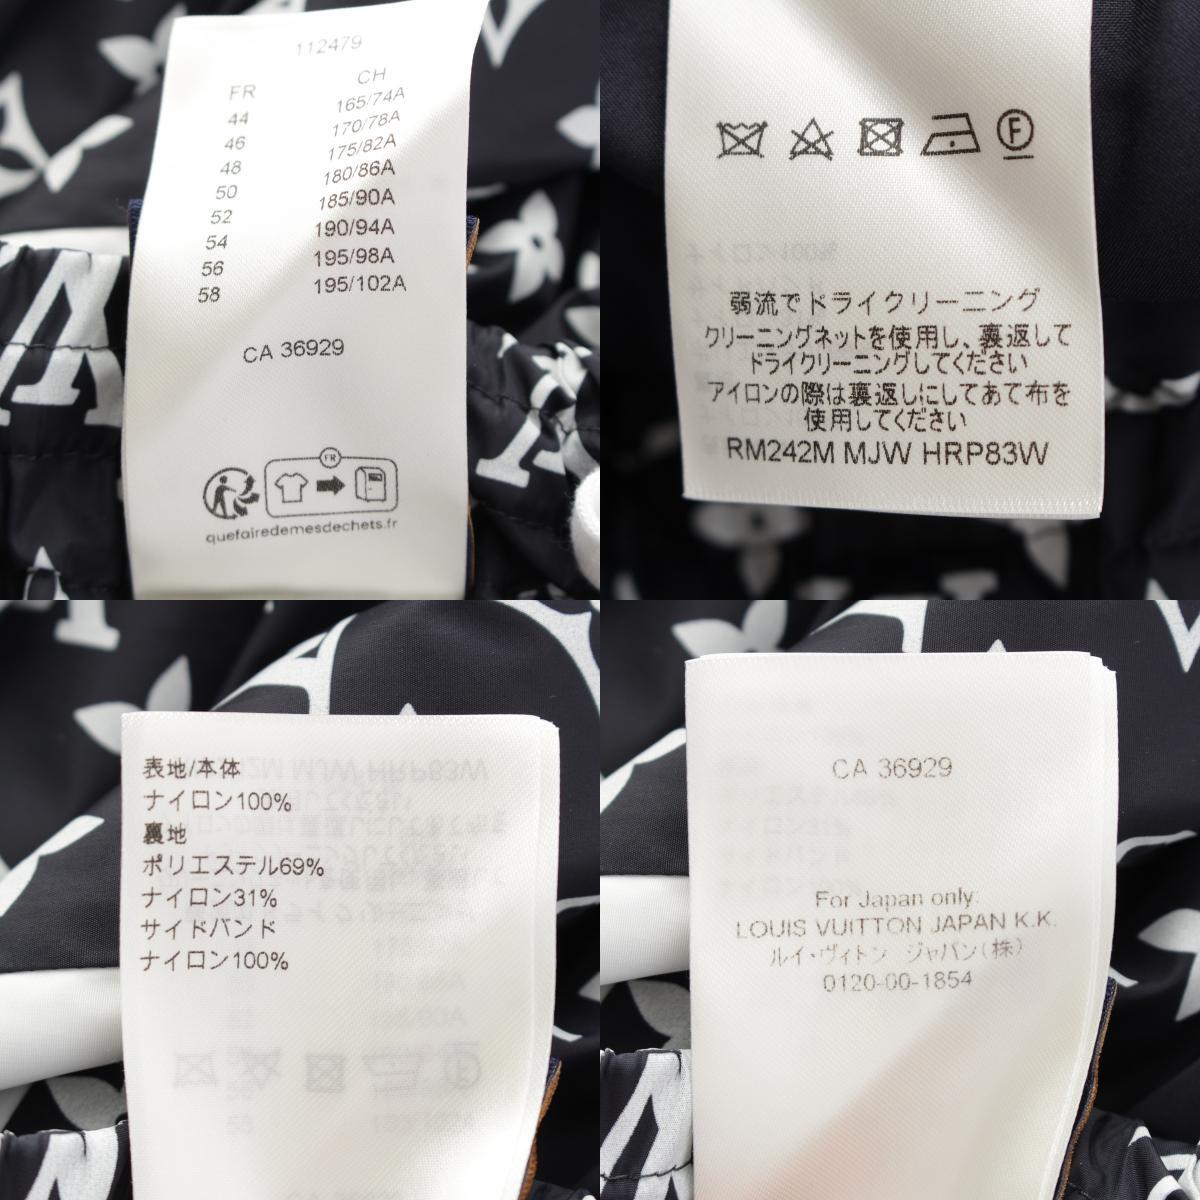 112479
FR CH
44 165/74A
46 170/78A
48 175/82A
50 180/86A
52 185/90A
54 190/94A
56 195/98A
58 195/102A
CA 36929
FR
quefairedemesdechets.fr
F
弱流でドライクリーニング
クリーニングネットを使用し、裏返して
ドライクリーニングしてください
アイロンの際は裏返しにしてあて布を
使用してください
RM242M MJW HRP83W
表地/本体
ナイロン100%
裏地
ポリエステル69%
ナイロン31%
サイドバンド
ナイロン100%
CA 36929
For Japan only:
LOUIS VUITTON JAPAN K.K.
ルイ・ヴィトン ジャパン(株)
0120-00-1854